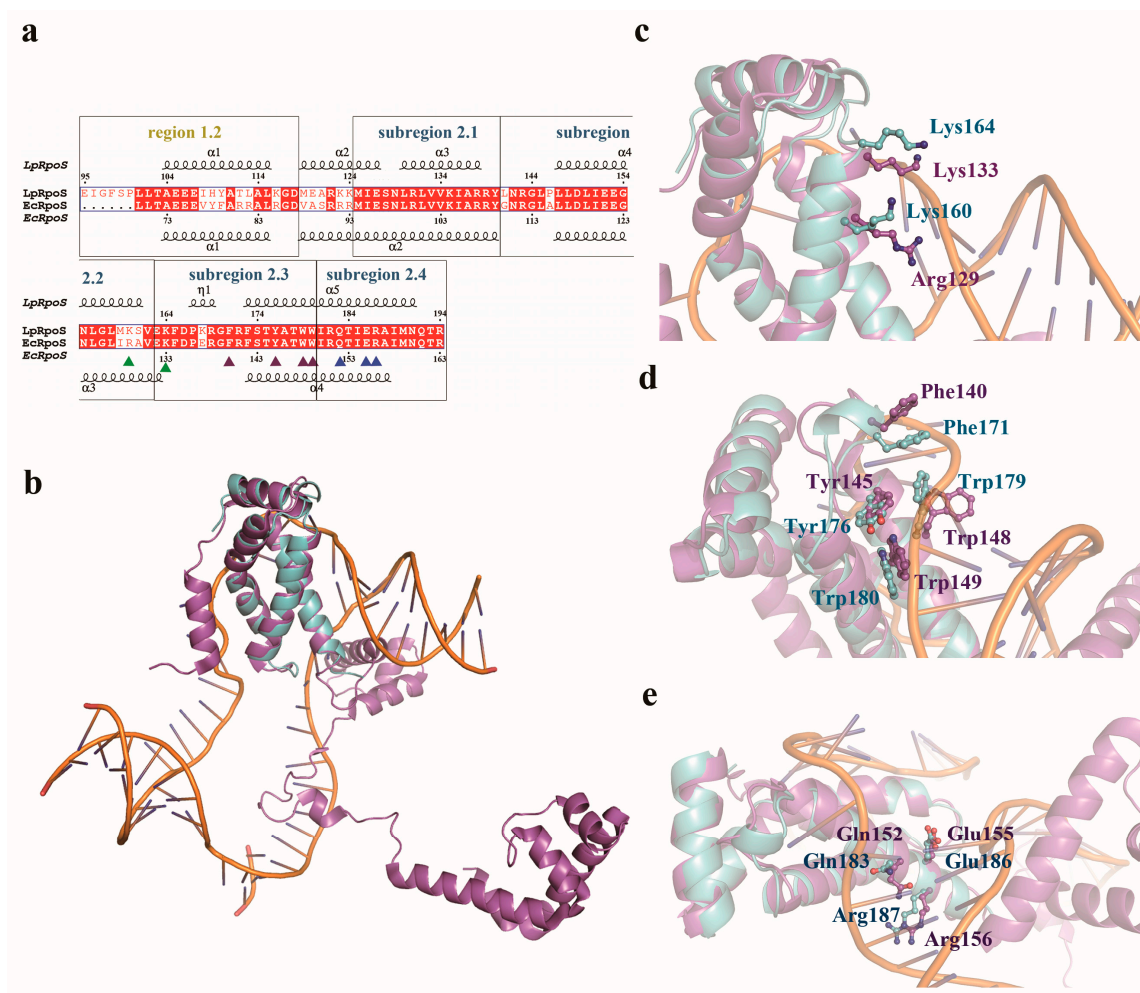 a
region 1.2 subregion 2.1 subregion
α1 α2 α3 α4
LpRpoS
95 104 114 124 134 144 154
LpRpoS EIGFSPLLTAEEEIHYATLALKGDMEARKKMIESNLRLVVKIARRYLNRGLPLLDLIEEG
EcRpoS ......LLTAEEEVYFARRALRGDVASRRRMIESNLRLVVKIARRYGNRGLALLDLIEEG
EcRpoS 73 83 93 103 113 123
α1 α2
2.2 subregion 2.3 subregion 2.4
η1 α5
LpRpoS
164 174 184 194
LpRpoS NLGLMKSVEKFDPKRGFRFSTYATWWIRQTIERAIMNQTR
EcRpoS NLGLIRAVEKFDPERGFRFSTYATWWIRQTIERAIMNQTR
EcRpoS 133 143 153 163
α3 α4
b
c
Lys164
Lys133
Lys160
Arg129
d
Phe140
Phe171
Tyr145 Trp179
Tyr176
Trp148
Trp149
Trp180
e
Gln152 Glu155
Gln183 Glu186
Arg187
Arg156